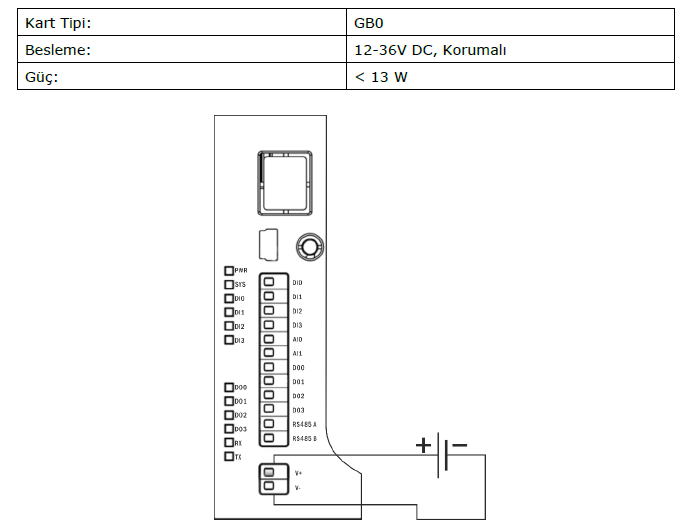 Kart Tipi: GB0
Besleme: 12-36V DC, Korumalı
Güç: < 13 W
PWR
SYS
DI0
DI1
DI2
DI3
DO0
DO1
DO2
DO3
RX
TX
DI0
DI1
DI2
DI3
AI0
AI1
DO0
DO1
DO2
DO3
RS485 A
RS485 B
V+
V-
+ −